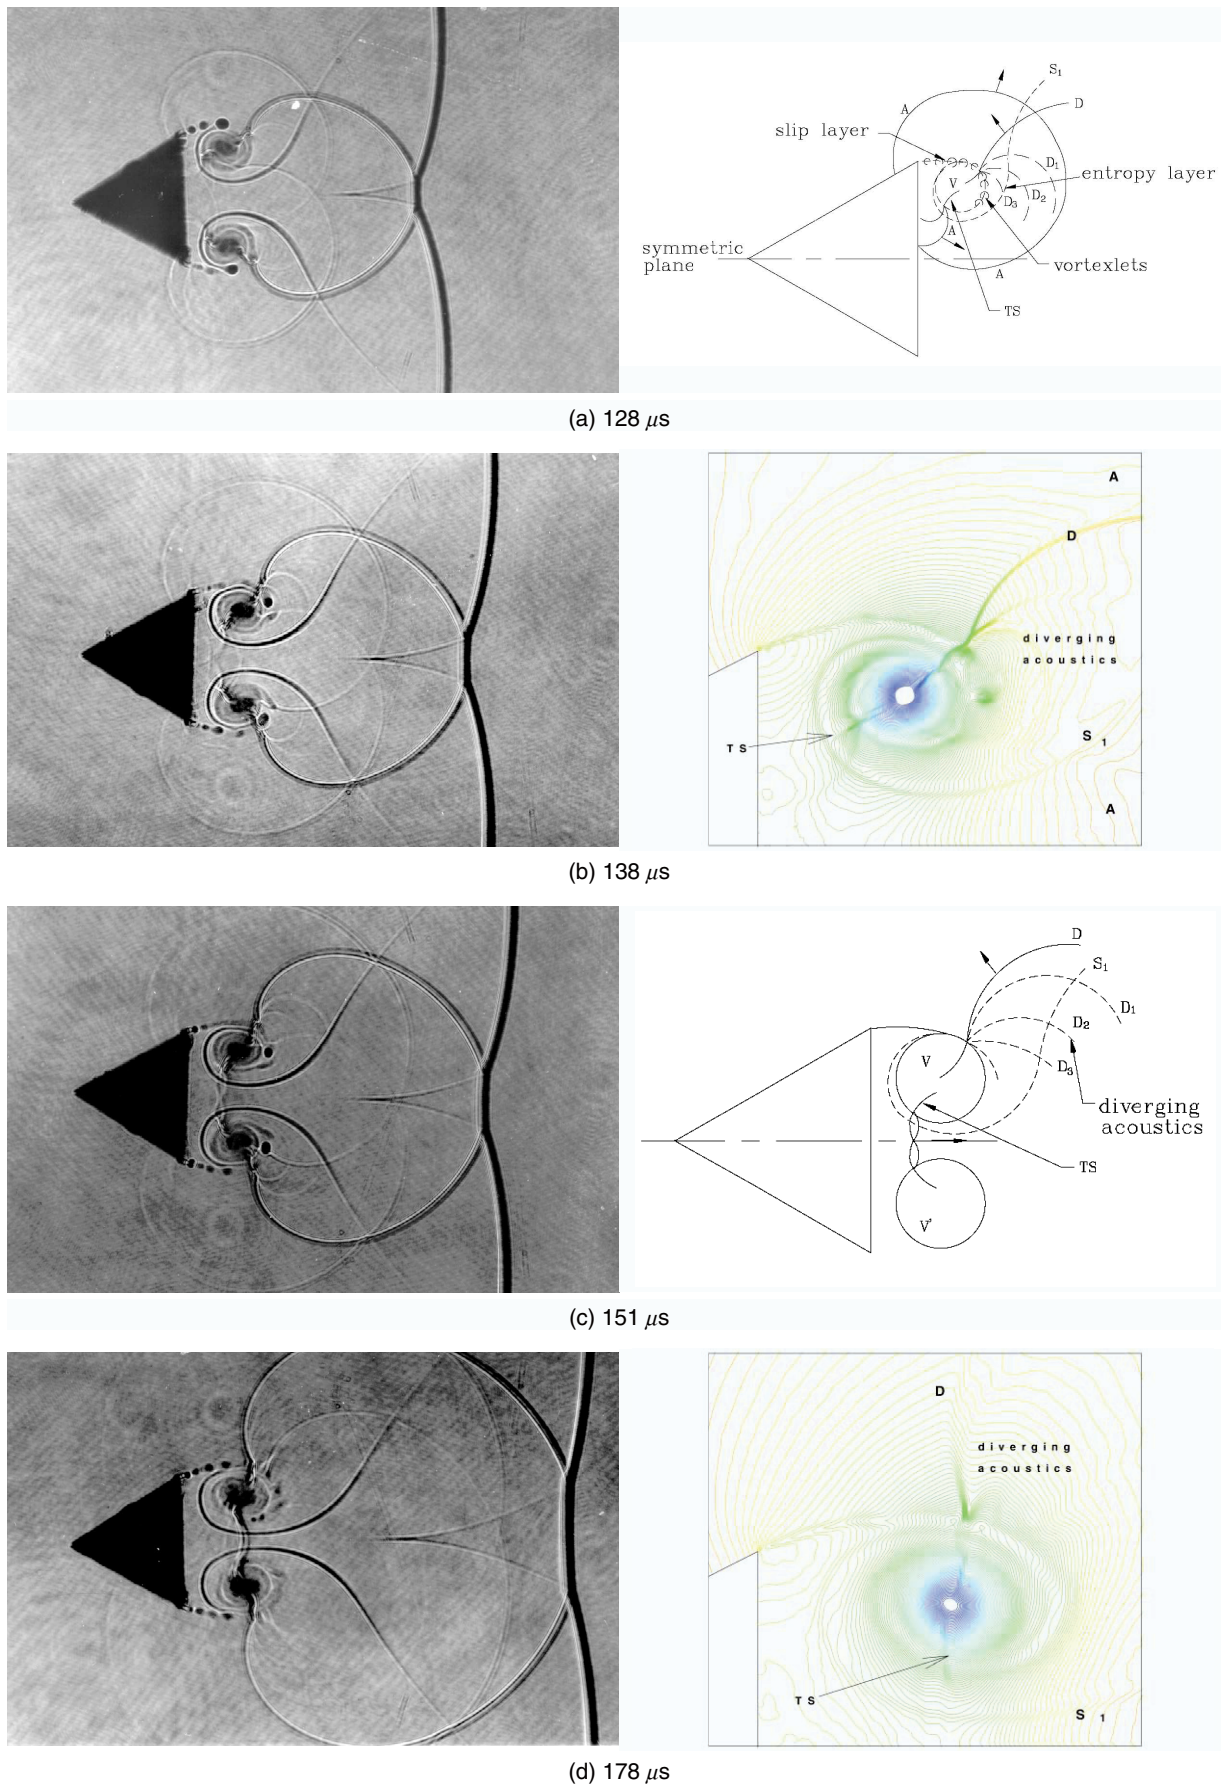 S1
D
A
slip layer
D1
entropy layer
V
D3
D2
A
symmetric
plane
vortexlets
A
TS
(a) 128 μs
A
D
diverging
acoustics
TS
S1
A
(b) 138 μs
D
S1
D1
D2
V
D3
diverging
acoustics
TS
V'
(c) 151 μs
D
diverging
acoustics
TS
S1
(d) 178 μs